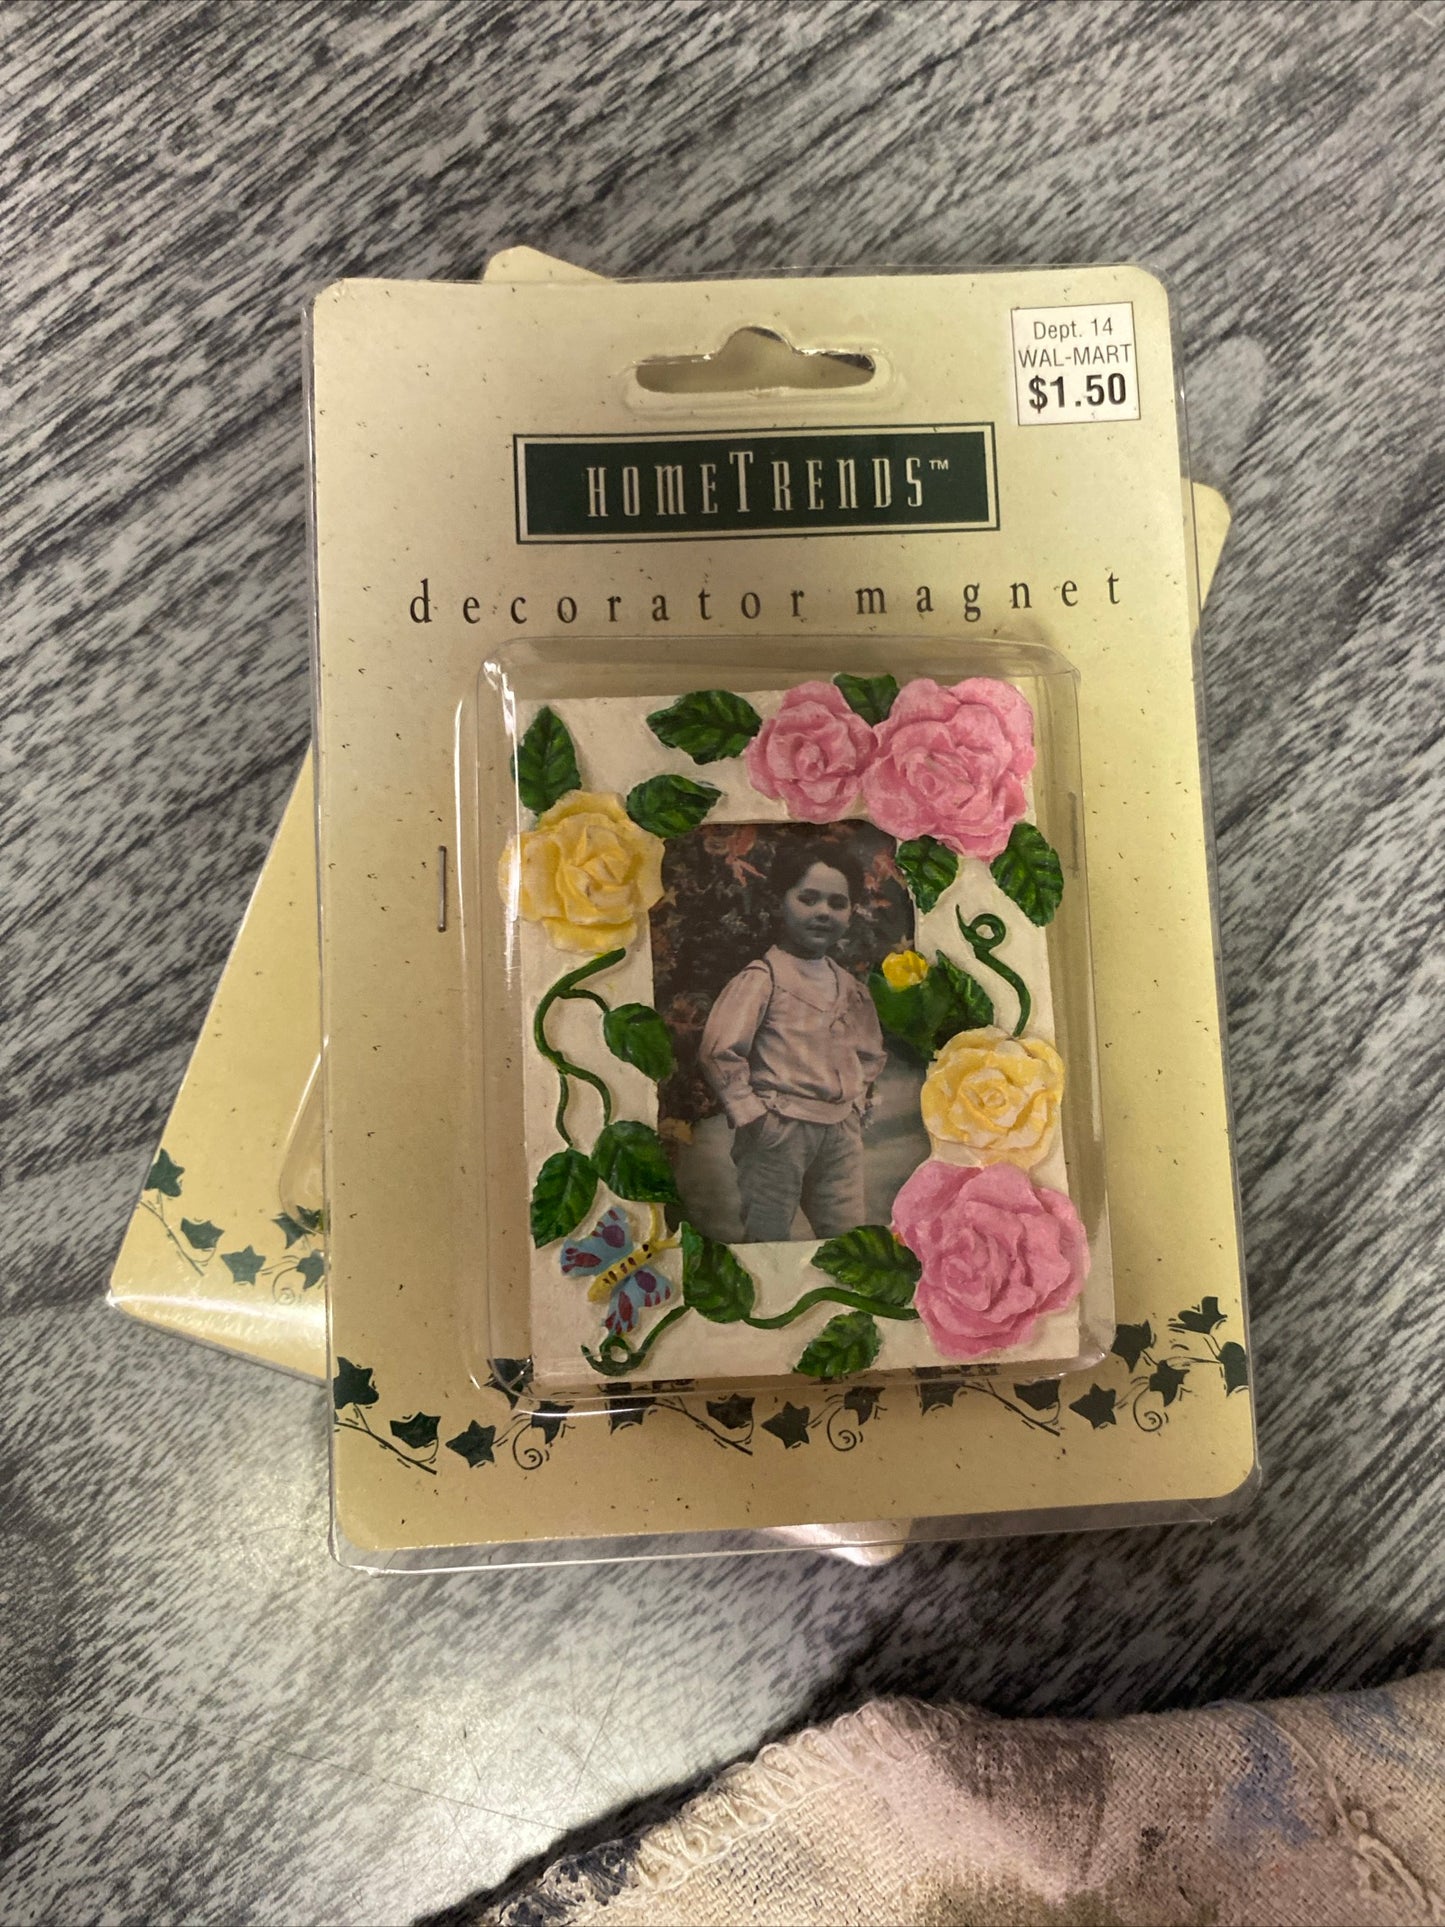 Dept. 14
WAL-MART
$1.50
HOMETRENDS™
decorator magnet